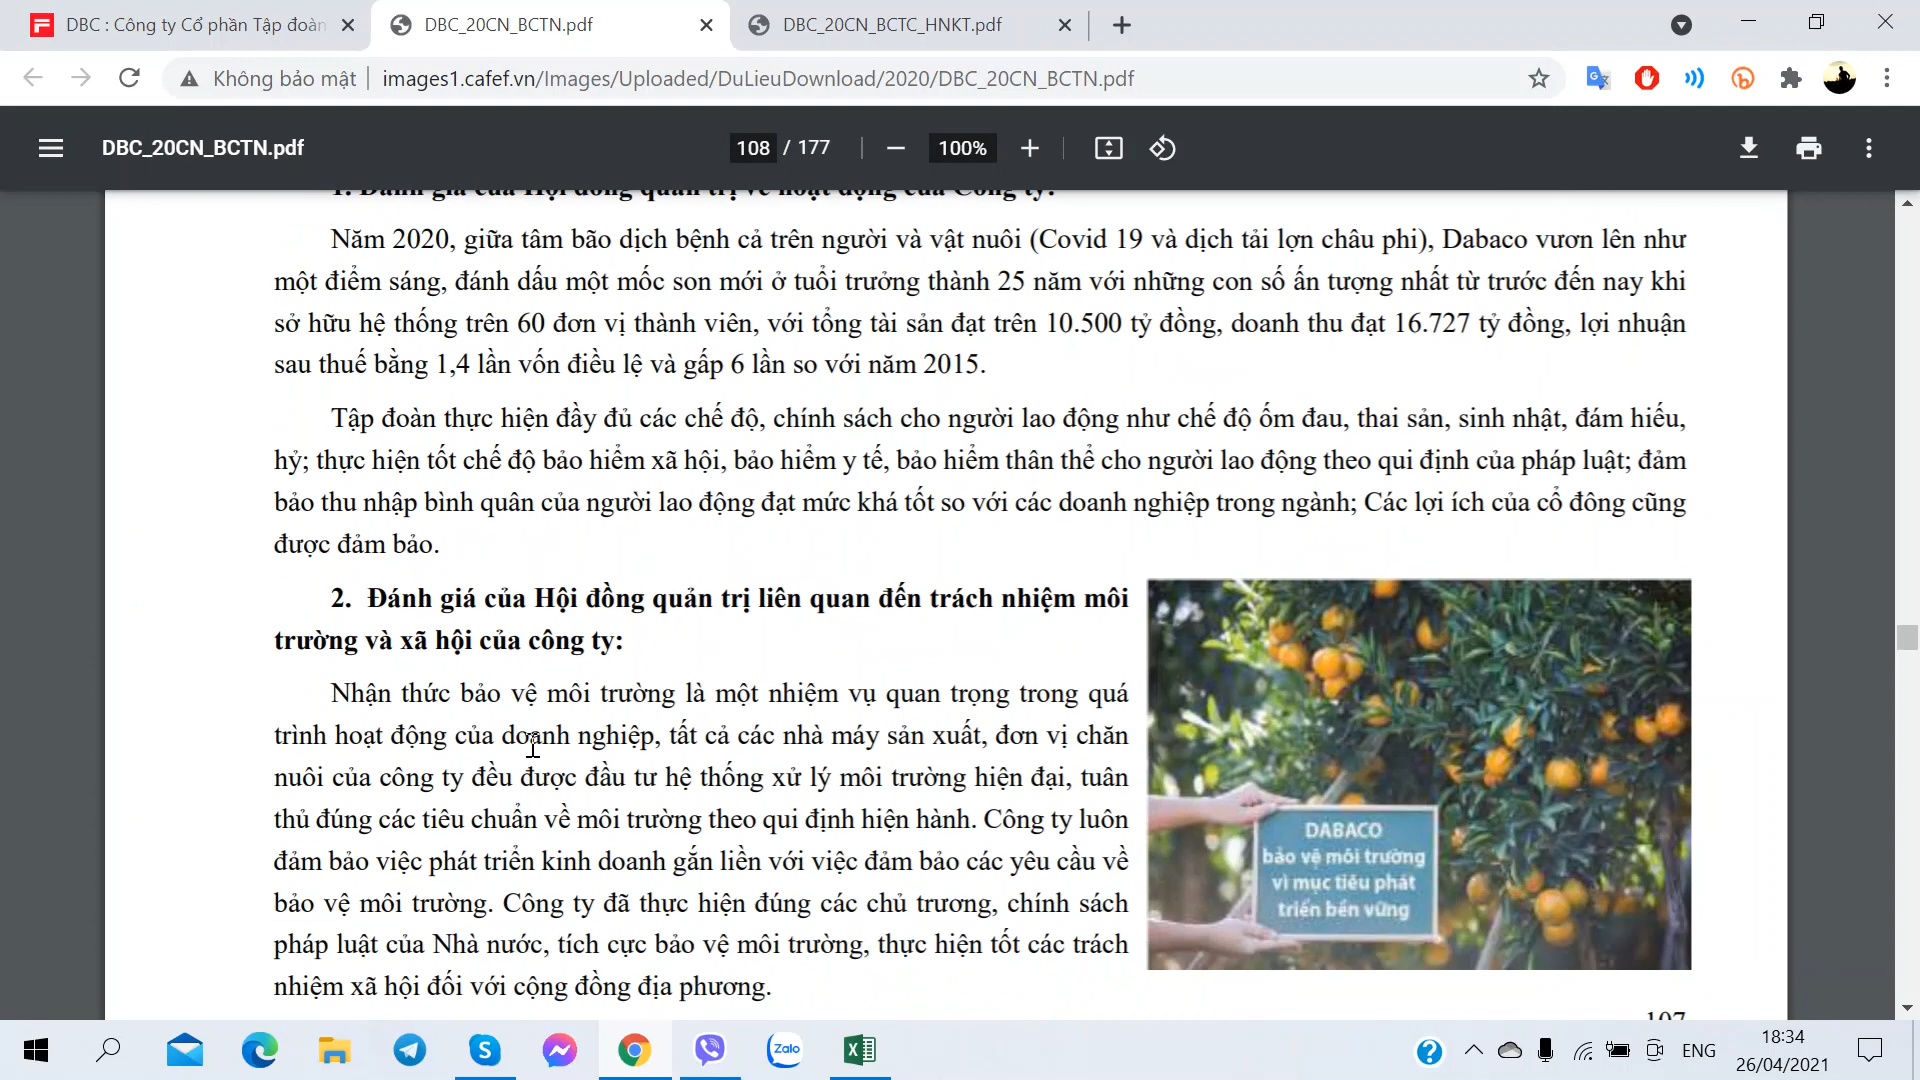 DBC : Công ty Cổ phần Tập đoàn
DBC_20CN_BCTN.pdf
DBC_20CN_BCTC_HNKT.pdf
Không bảo mật
images1.cafef.vn/Images/Uploaded/DuLieuDownload/2020/DBC_20CN_BCTN.pdf
DBC_20CN_BCTN.pdf
108 / 177
100%
1. Đánh giá của Hội đồng quản trị về hoạt động của Công ty:
Năm 2020, giữa tâm bão dịch bệnh cả trên người và vật nuôi (Covid 19 và dịch tải lợn châu phi), Dabaco vươn lên như
một điểm sáng, đánh dấu một mốc son mới ở tuổi trưởng thành 25 năm với những con số ấn tượng nhất từ trước đến nay khi
sở hữu hệ thống trên 60 đơn vị thành viên, với tổng tài sản đạt trên 10.500 tỷ đồng, doanh thu đạt 16.727 tỷ đồng, lợi nhuận
sau thuế bằng 1,4 lần vốn điều lệ và gấp 6 lần so với năm 2015.
Tập đoàn thực hiện đầy đủ các chế độ, chính sách cho người lao động như chế độ ốm đau, thai sản, sinh nhật, đám hiếu,
hỷ; thực hiện tốt chế độ bảo hiểm xã hội, bảo hiểm y tế, bảo hiểm thân thể cho người lao động theo qui định của pháp luật; đảm
bảo thu nhập bình quân của người lao động đạt mức khá tốt so với các doanh nghiệp trong ngành; Các lợi ích của cổ đông cũng
được đảm bảo.
2. Đánh giá của Hội đồng quản trị liên quan đến trách nhiệm môi
trường và xã hội của công ty:
Nhận thức bảo vệ môi trường là một nhiệm vụ quan trọng trong quá
trình hoạt động của doanh nghiệp, tất cả các nhà máy sản xuất, đơn vị chăn
nuôi của công ty đều được đầu tư hệ thống xử lý môi trường hiện đại, tuân
thủ đúng các tiêu chuẩn về môi trường theo qui định hiện hành. Công ty luôn
đảm bảo việc phát triển kinh doanh gắn liền với việc đảm bảo các yêu cầu về
bảo vệ môi trường. Công ty đã thực hiện đúng các chủ trương, chính sách
pháp luật của Nhà nước, tích cực bảo vệ môi trường, thực hiện tốt các trách
nhiệm xã hội đối với cộng đồng địa phương.
DABACO
bảo vệ môi trường
vì mục tiêu phát
triển bền vững
107
Zalo
ENG
18:34
26/04/2021